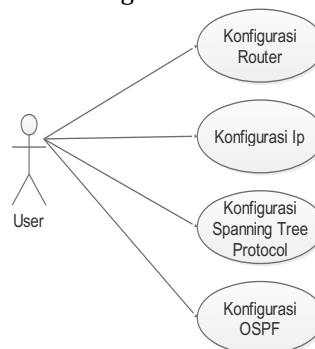 Konfigurasi
Router
Konfigurasi Ip
User
Konfigurasi
Spanning Tree
Protocol
Konfigurasi
OSPF